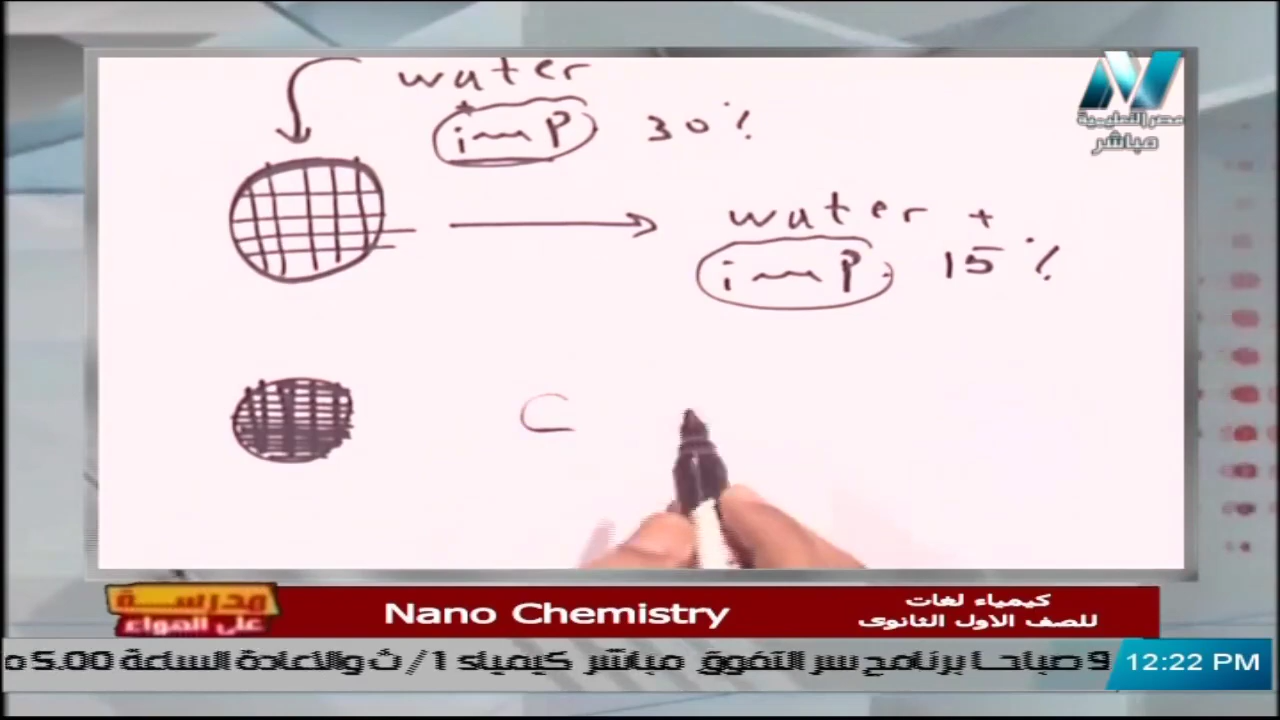 water
+
imp. 30%
water +
imp. 15%
C
مصر التعليمية
مباشر
مدرسة
على الهواء
Nano Chemistry
كيمياء لغات
للصف الاول الثانوى
9 صباحا برنامج سر التفوق مباشر كيمياء 1/ث والاعادة الساعة 5.00 م
12:22 PM